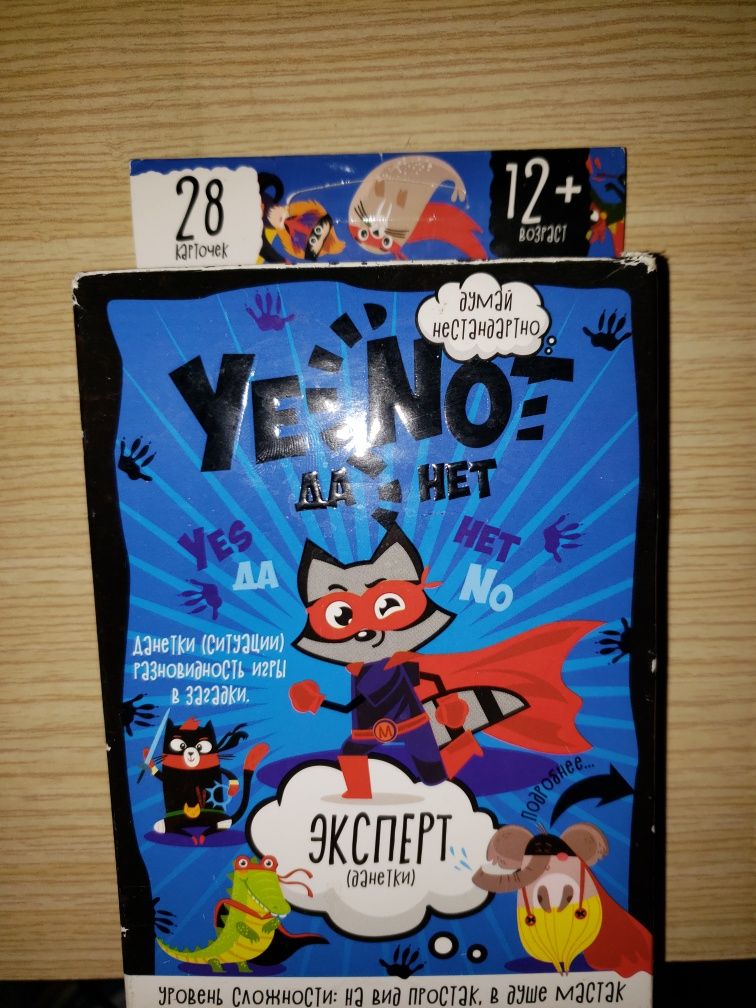 28
карточек
12+
возраст
думай
нестандартно
YESNOT
ДА НЕТ
YES
ДА
НЕТ
NO
Данетки (ситуации)
разновидность игры
в загадки.
М
подробнее...
ЭКСПЕРТ
(данетки)
уровень сложности: на вид простак, в душе мастак